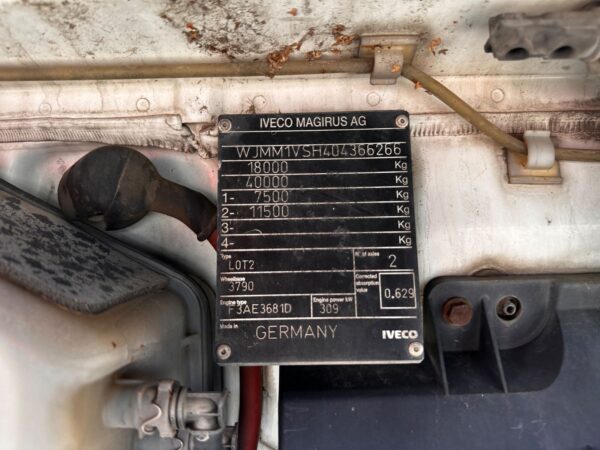 IVECO MAGIRUS AG
WJMM1VSH404366266
18000 Kg
40000 Kg
1- 7500 Kg
2- 11500 Kg
3- Kg
4- Kg
Type N° of axles
LOT2 2
Wheelbase Corrected absorption value
3790 0.629
Engine type Engine power kW
F3AE3681D 309
Made in GERMANY IVECO